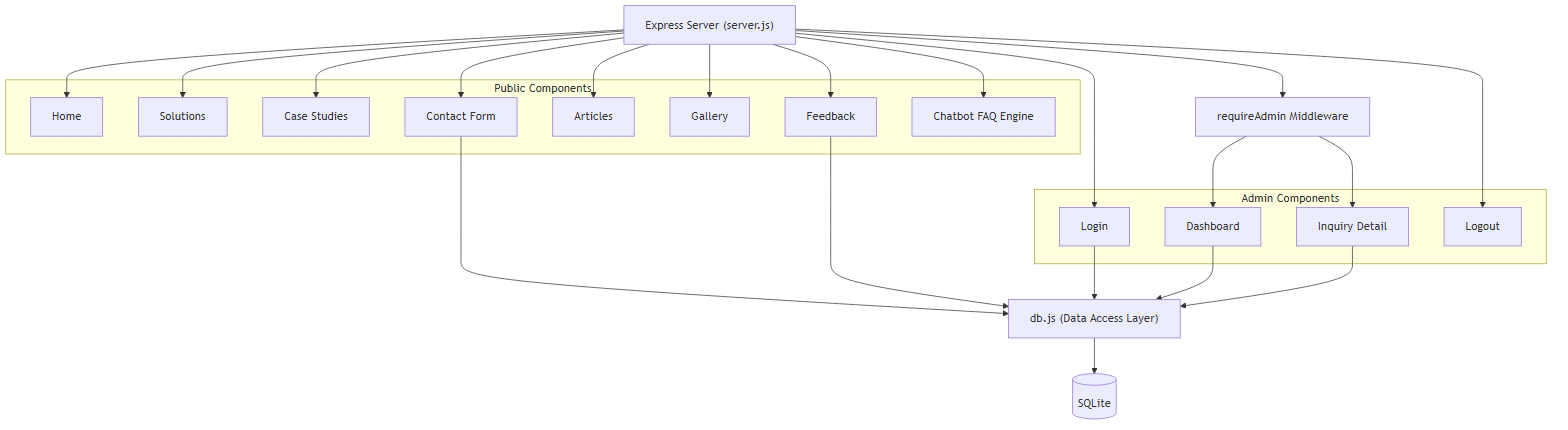 Express Server (server.js)
Public Components
Home
Solutions
Case Studies
Contact Form
Articles
Gallery
Feedback
Chatbot FAQ Engine
requireAdmin Middleware
Admin Components
Login
Dashboard
Inquiry Detail
Logout
db.js (Data Access Layer)
SQLite